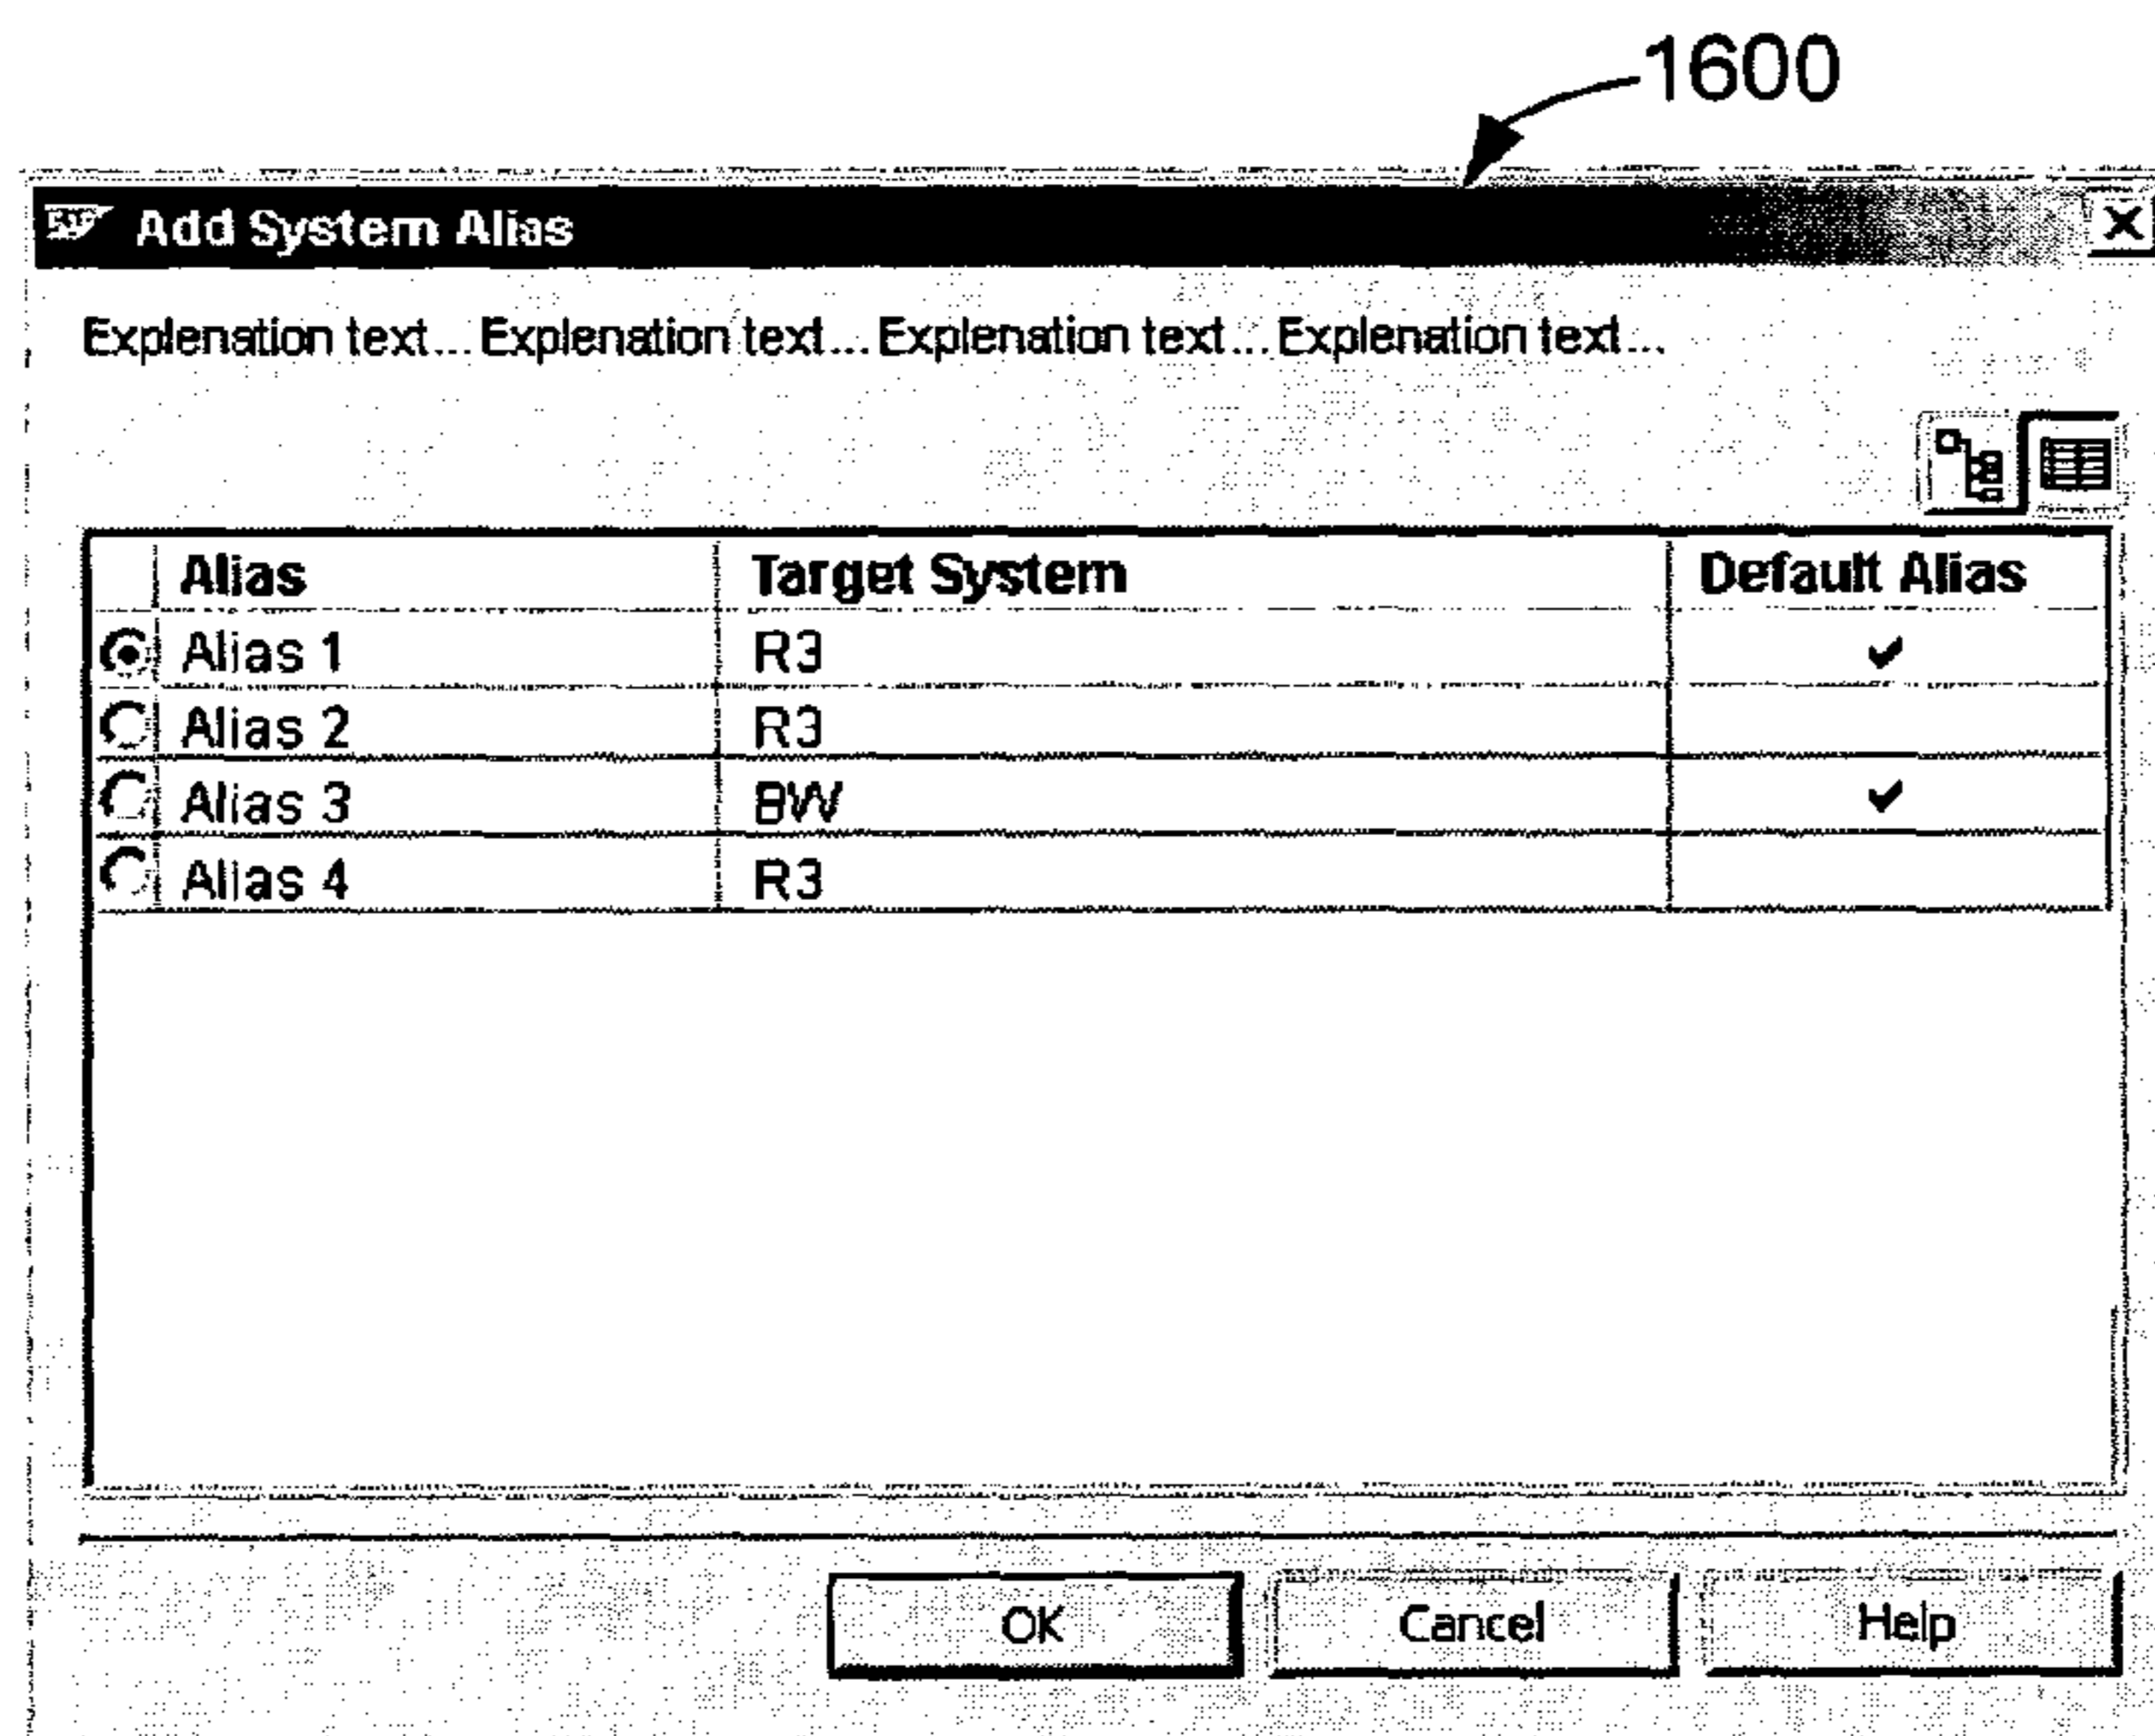 1600
SAP Add System Alias
Explenation text... Explenation text... Explenation text... Explenation text...
Alias Target System Default Alias
Alias 1 R3
Alias 2 R3
Alias 3 BW
Alias 4 R3
OK Cancel Help